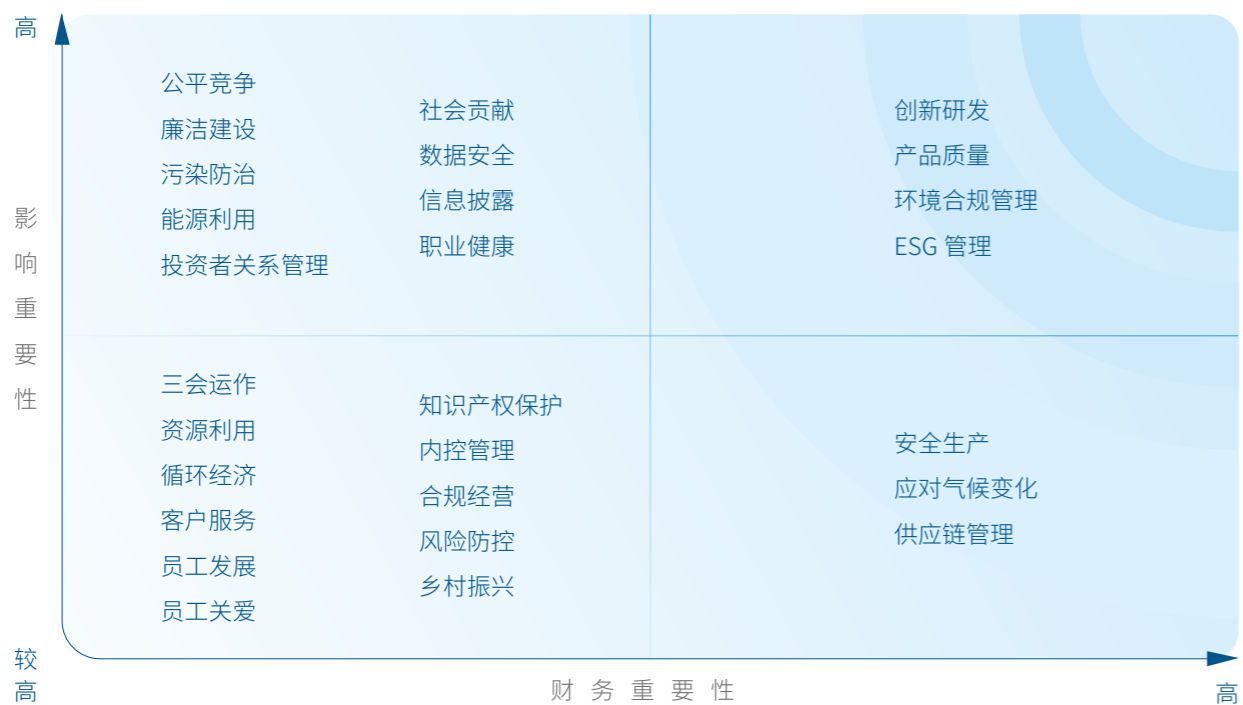 高
影响重要性
公平竞争
廉洁建设
污染防治
能源利用
投资者关系管理
社会贡献
数据安全
信息披露
职业健康
创新研发
产品质量
环境合规管理
ESG 管理
三会运作
资源利用
循环经济
客户服务
员工发展
员工关爱
知识产权保护
内控管理
合规经营
风险防控
乡村振兴
安全生产
应对气候变化
供应链管理
较高
财务重要性
高